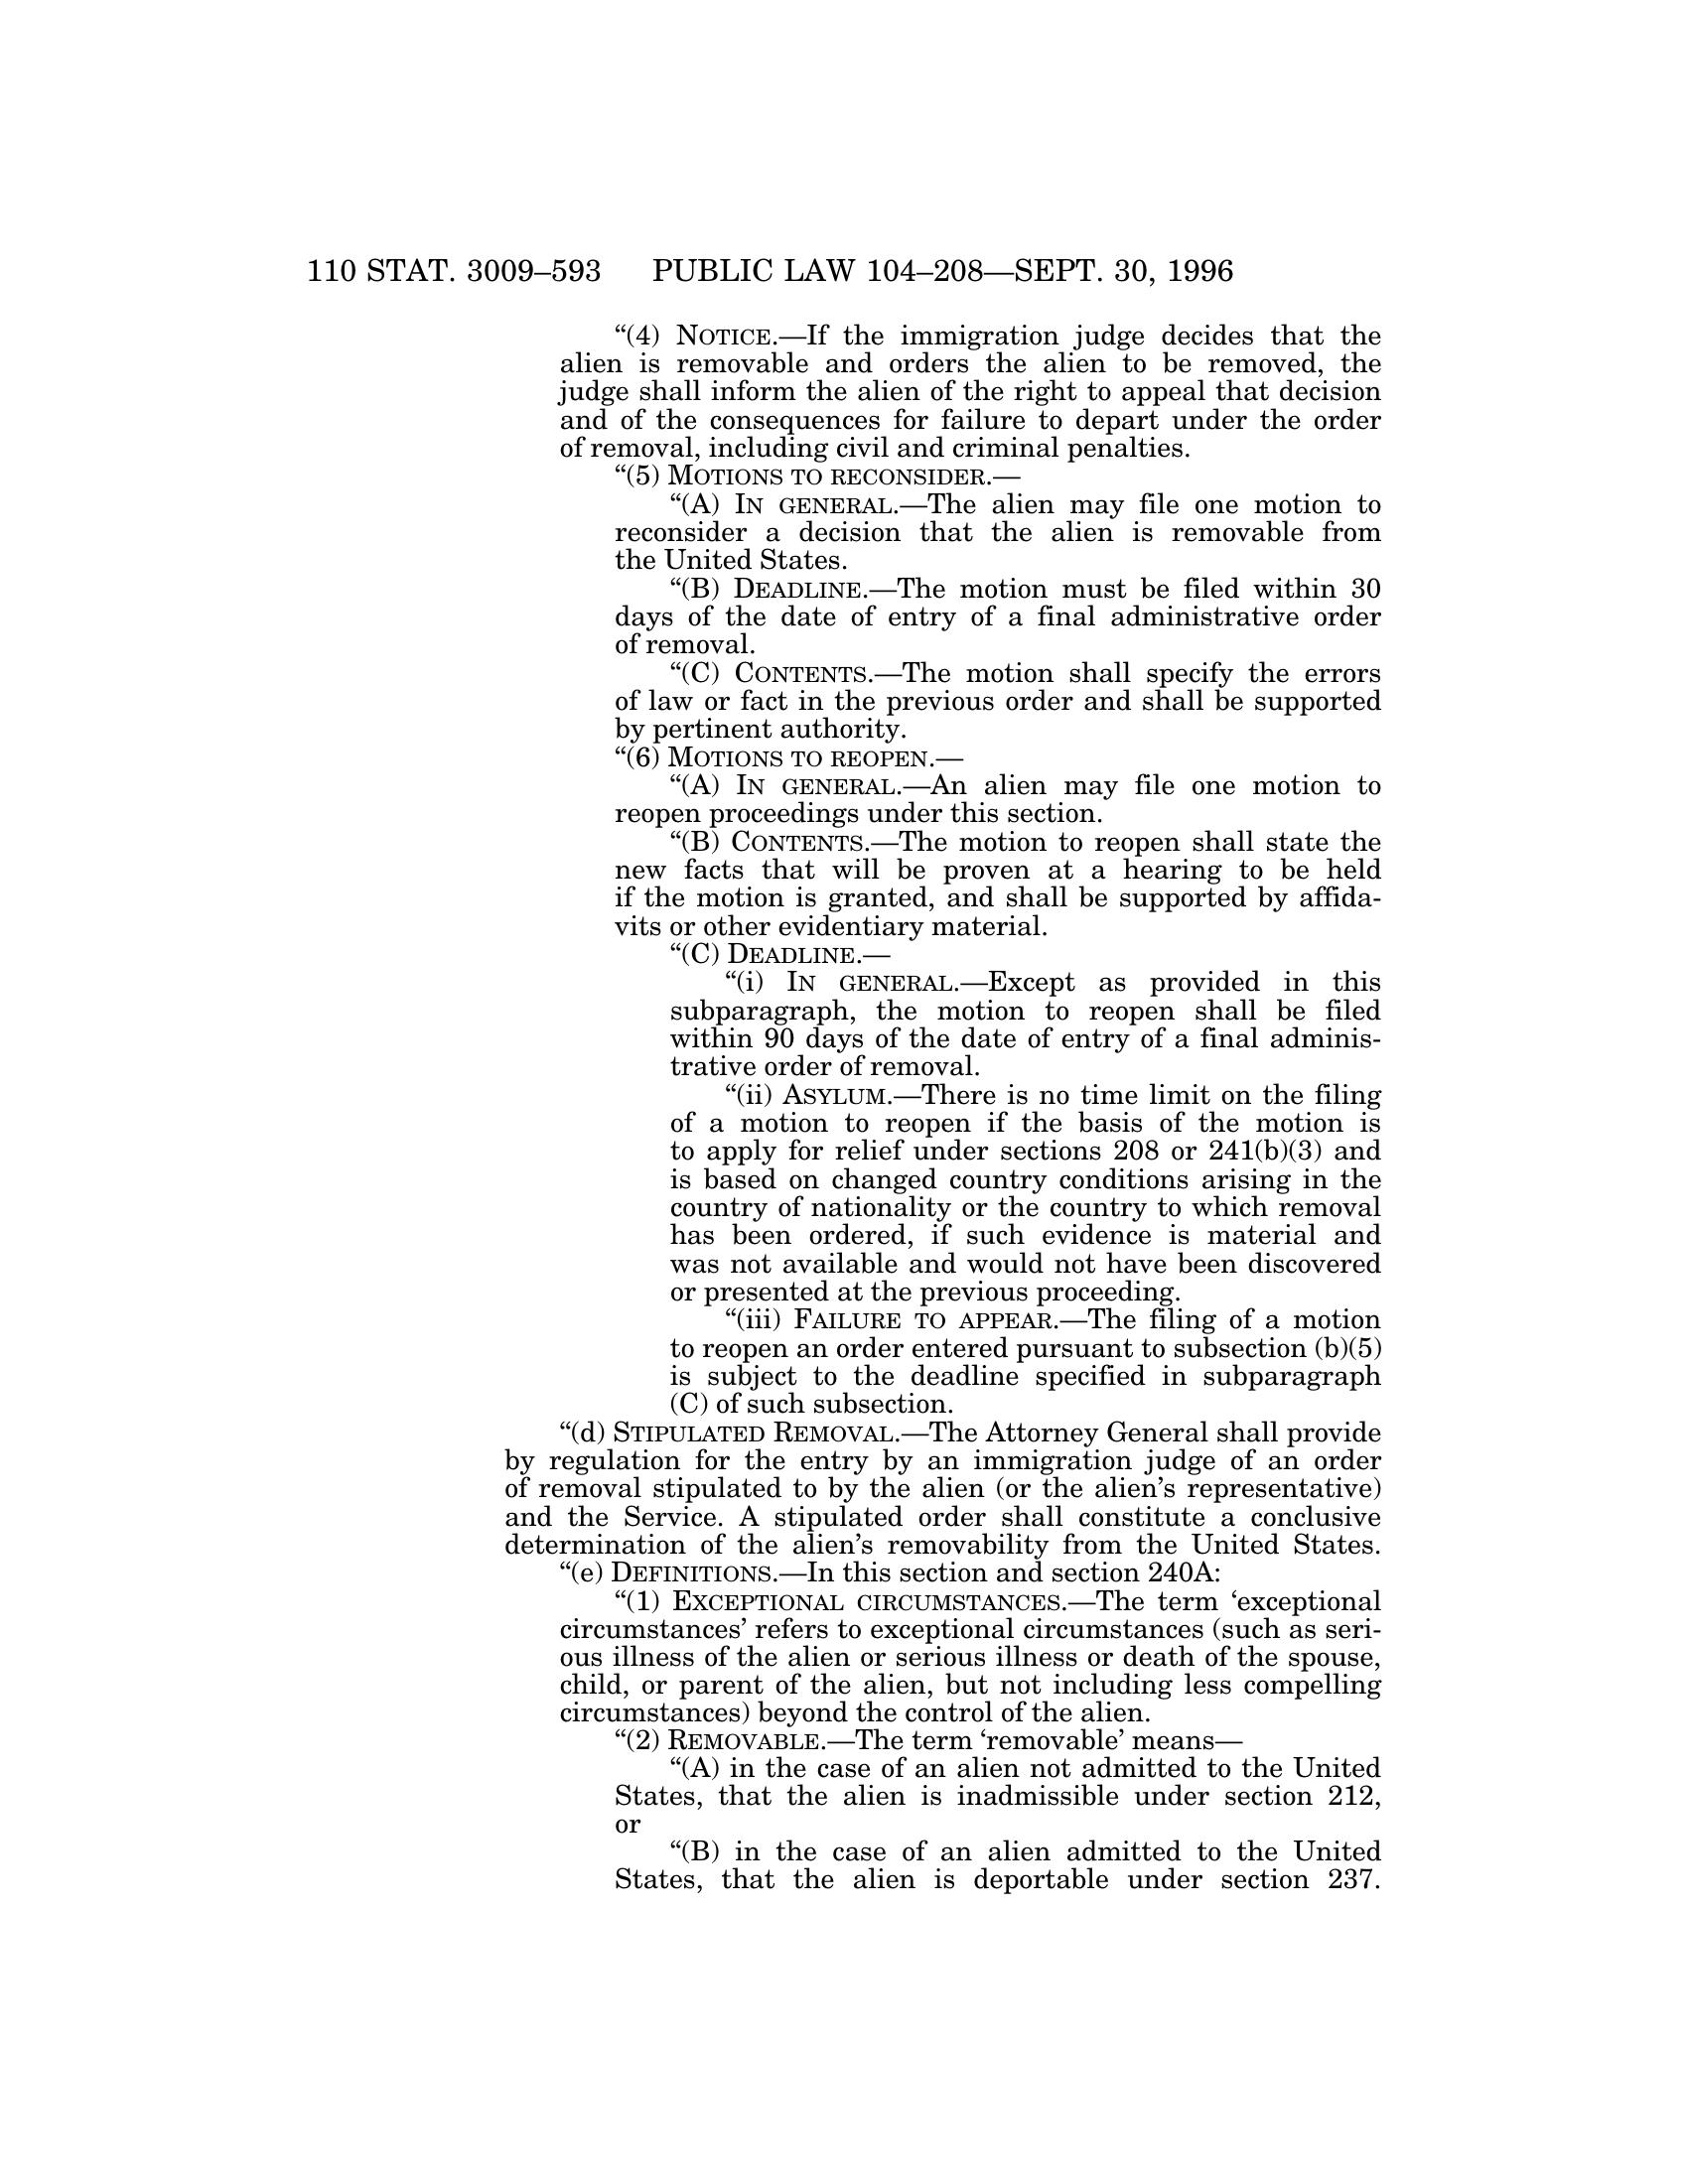 110 STAT. 3009–593 PUBLIC LAW 104–208—SEPT. 30, 1996
“(4) NOTICE.—If the immigration judge decides that the
alien is removable and orders the alien to be removed, the
judge shall inform the alien of the right to appeal that decision
and of the consequences for failure to depart under the order
of removal, including civil and criminal penalties.
“(5) MOTIONS TO RECONSIDER.—
“(A) IN GENERAL.—The alien may file one motion to
reconsider a decision that the alien is removable from
the United States.
“(B) DEADLINE.—The motion must be filed within 30
days of the date of entry of a final administrative order
of removal.
“(C) CONTENTS.—The motion shall specify the errors
of law or fact in the previous order and shall be supported
by pertinent authority.
“(6) MOTIONS TO REOPEN.—
“(A) IN GENERAL.—An alien may file one motion to
reopen proceedings under this section.
“(B) CONTENTS.—The motion to reopen shall state the
new facts that will be proven at a hearing to be held
if the motion is granted, and shall be supported by affida-
vits or other evidentiary material.
“(C) DEADLINE.—
“(i) IN GENERAL.—Except as provided in this
subparagraph, the motion to reopen shall be filed
within 90 days of the date of entry of a final adminis-
trative order of removal.
“(ii) ASYLUM.—There is no time limit on the filing
of a motion to reopen if the basis of the motion is
to apply for relief under sections 208 or 241(b)(3) and
is based on changed country conditions arising in the
country of nationality or the country to which removal
has been ordered, if such evidence is material and
was not available and would not have been discovered
or presented at the previous proceeding.
“(iii) FAILURE TO APPEAR.—The filing of a motion
to reopen an order entered pursuant to subsection (b)(5)
is subject to the deadline specified in subparagraph
(C) of such subsection.
“(d) STIPULATED REMOVAL.—The Attorney General shall provide
by regulation for the entry by an immigration judge of an order
of removal stipulated to by the alien (or the alien’s representative)
and the Service. A stipulated order shall constitute a conclusive
determination of the alien’s removability from the United States.
“(e) DEFINITIONS.—In this section and section 240A:
“(1) EXCEPTIONAL CIRCUMSTANCES.—The term ‘exceptional
circumstances’ refers to exceptional circumstances (such as seri-
ous illness of the alien or serious illness or death of the spouse,
child, or parent of the alien, but not including less compelling
circumstances) beyond the control of the alien.
“(2) REMOVABLE.—The term ‘removable’ means—
“(A) in the case of an alien not admitted to the United
States, that the alien is inadmissible under section 212,
or
“(B) in the case of an alien admitted to the United
States, that the alien is deportable under section 237.